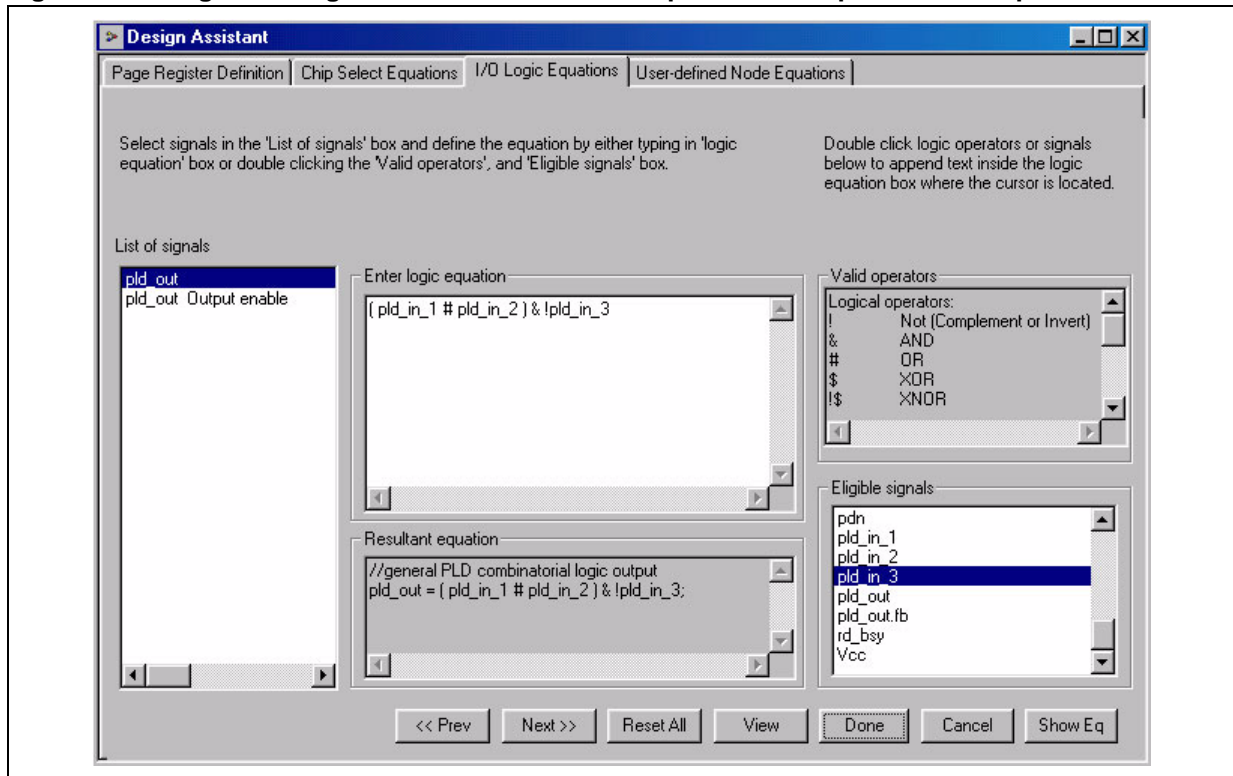 Design Assistant
Page Register Definition
Chip Select Equations
I/O Logic Equations
User-defined Node Equations
Select signals in the 'List of signals' box and define the equation by either typing in 'logic
equation' box or double clicking the 'Valid operators', and 'Eligible signals' box.
Double click logic operators or signals
below to append text inside the logic
equation box where the cursor is located.
List of signals
pld_out
pld_out Output enable
Enter logic equation
( pld_in_1 # pld_in_2 ) & !pld_in_3
Resultant equation
//general PLD combinatorial logic output
pld_out = ( pld_in_1 # pld_in_2 ) & !pld_in_3;
Valid operators
Logical operators:
! Not (Complement or Invert)
& AND
# OR
$ XOR
!$ XNOR
Eligible signals
pdn
pld_in_1
pld_in_2
pld_in_3
pld_out
pld_out.fb
rd_bsy
Vcc
<< Prev
Next >>
Reset All
View
Done
Cancel
Show Eq